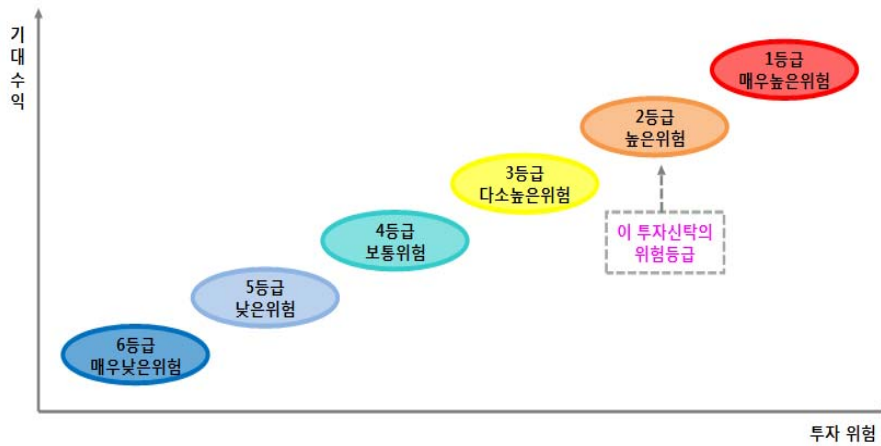 기대수익
1등급
매우높은위험
2등급
높은위험
3등급
다소높은위험
이 투자신탁의
위험등급
4등급
보통위험
5등급
낮은위험
6등급
매우낮은위험
투자 위험